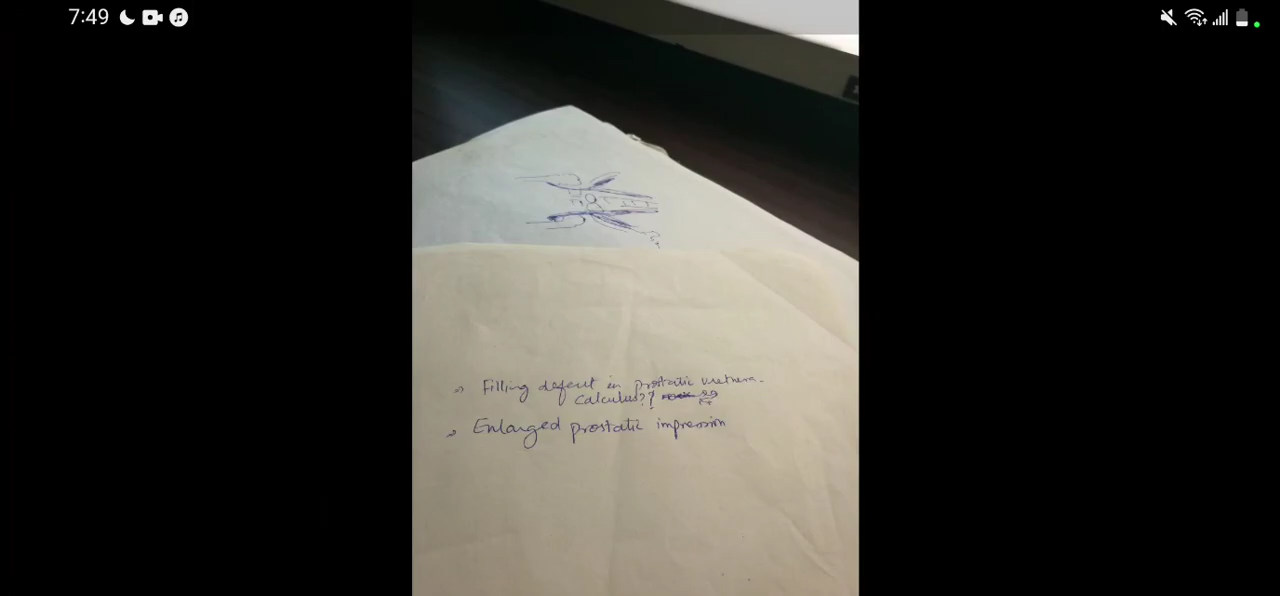 7:49
Filling defect in prostatic urethra.
calculus??
Enlarged prostatic impression